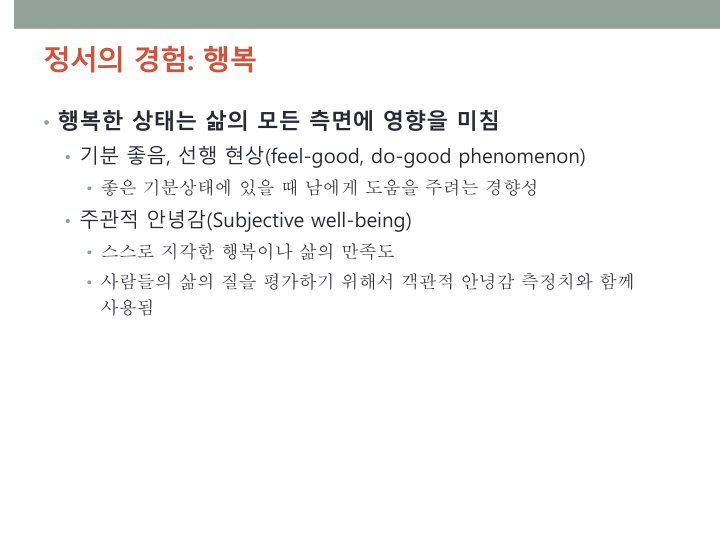 정서의 경험: 행복
• 행복한 상태는 삶의 모든 측면에 영향을 미침
• 기분 좋음, 선행 현상(feel-good, do-good phenomenon)
• 좋은 기분상태에 있을 때 남에게 도움을 주려는 경향성
• 주관적 안녕감(Subjective well-being)
• 스스로 지각한 행복이나 삶의 만족도
• 사람들의 삶의 질을 평가하기 위해서 객관적 안녕감 측정치와 함께
사용됨